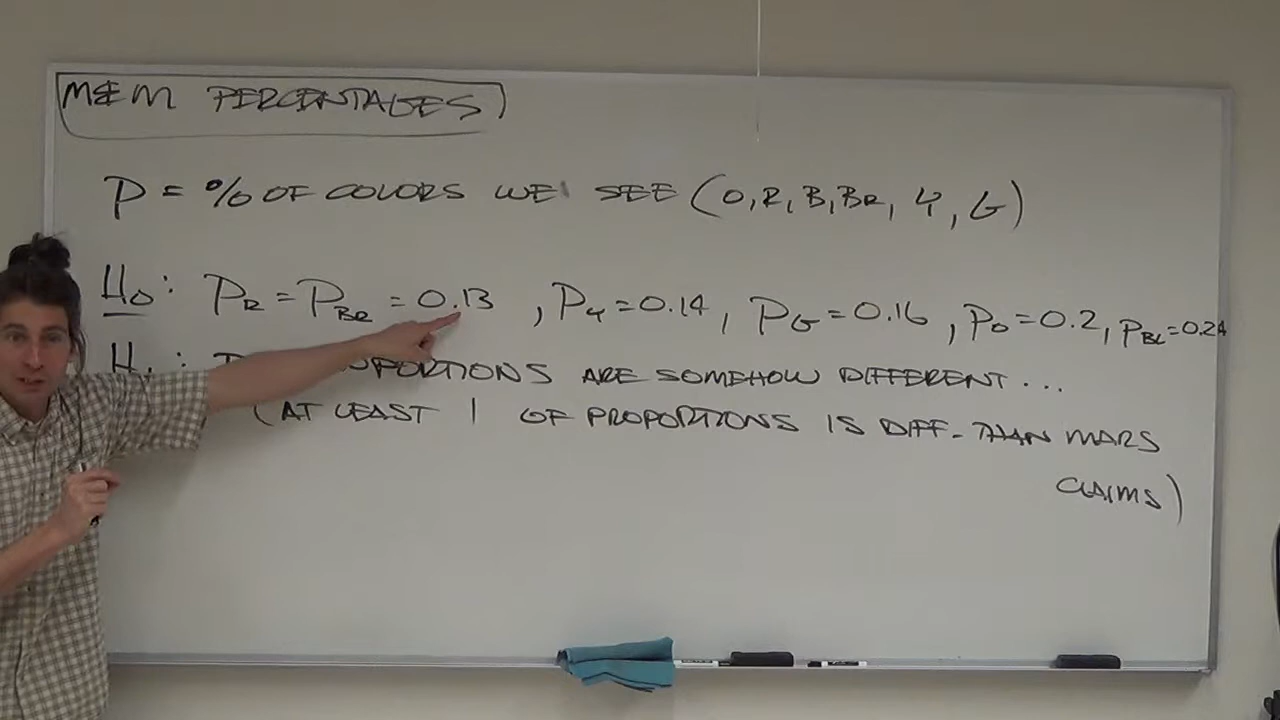 M&M PERCENTAGES
P = % OF COLORS WE SEE (O, R, B, BR, Y, G)
H₀: P_R = P_BR = 0.13, P_Y = 0.14, P_G = 0.16, P_O = 0.2, P_BL = 0.24
H₁: PROPORTIONS ARE SOMEHOW DIFFERENT...
(AT LEAST 1 OF PROPORTIONS IS DIFF. THAN MARS
CLAIMS)